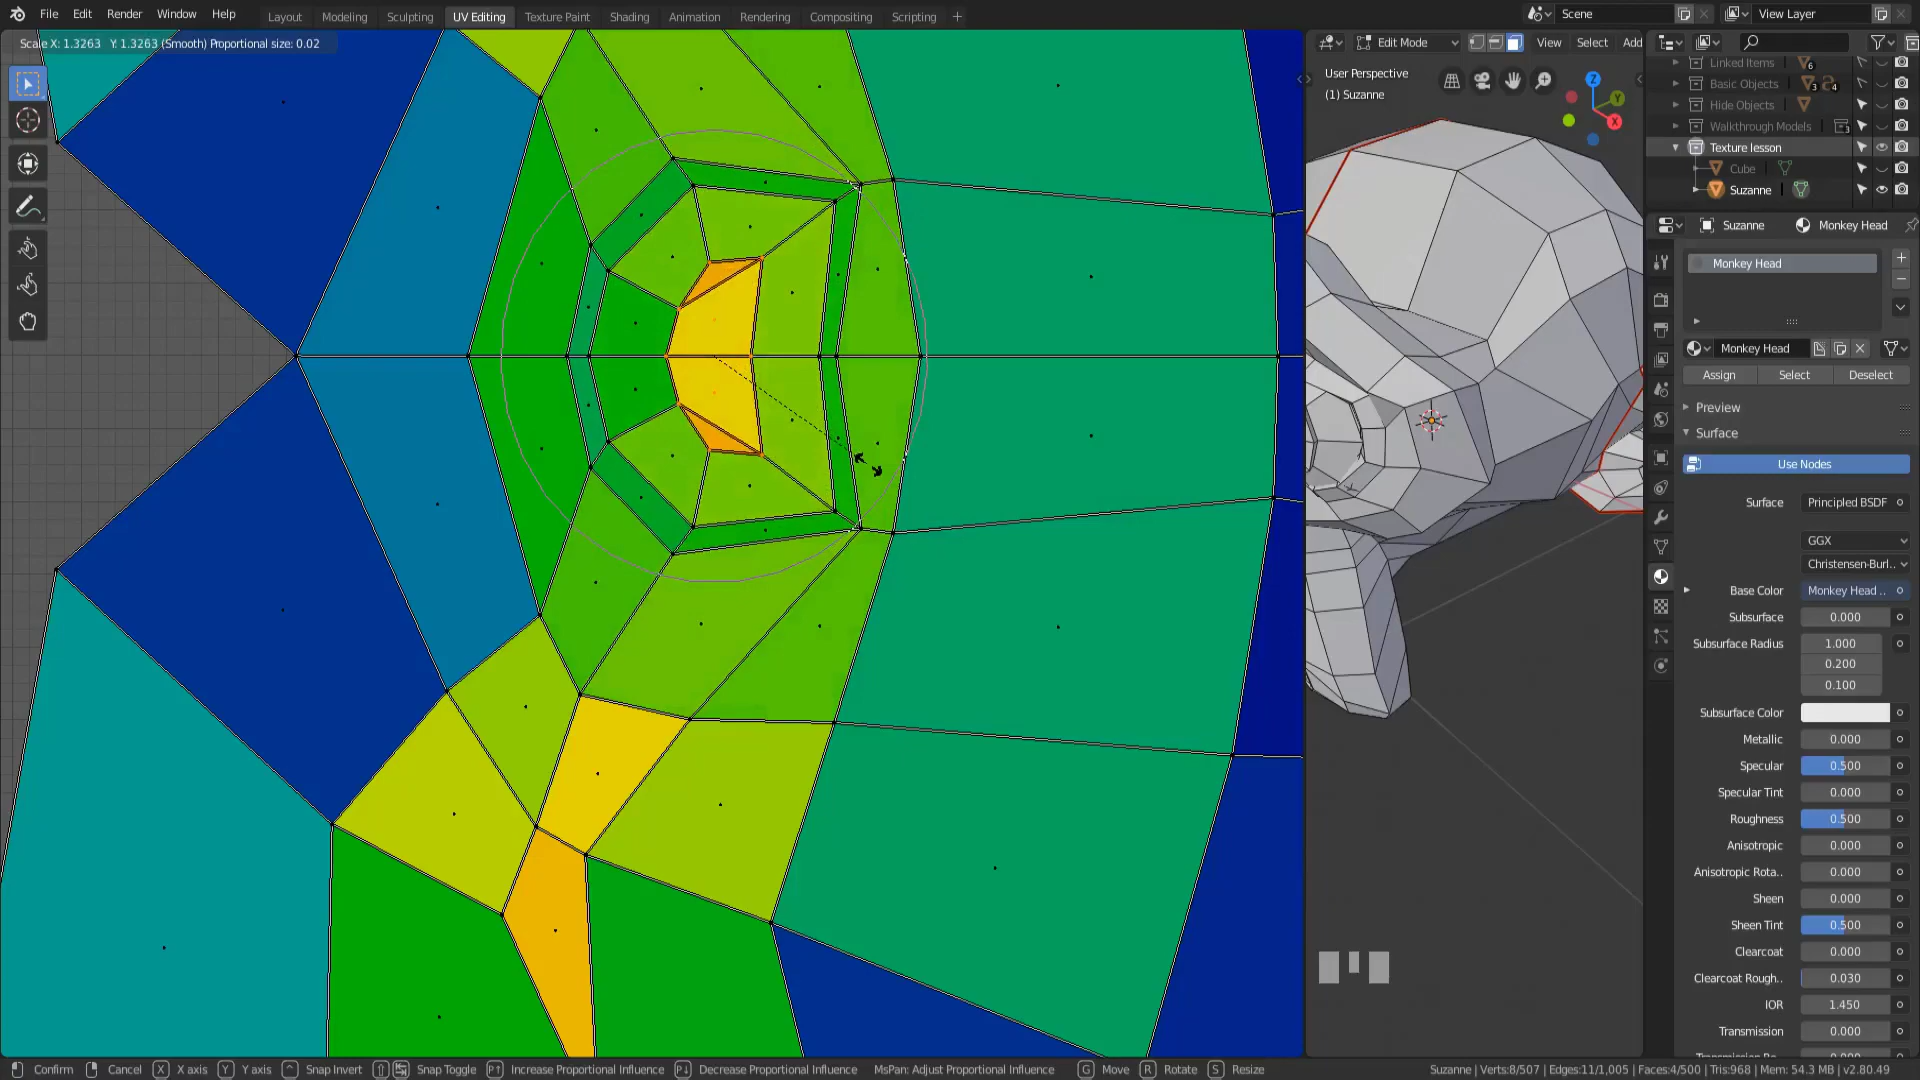 File Edit Render Window Help Layout Modeling Sculpting UV Editing Texture Paint Shading Animation Rendering Compositing Scripting + Scene View Layer
Scale X: 1.3263 Y: 1.3263 (Smooth) Proportional size: 0.02
Edit Mode View Select Add
User Perspective
(1) Suzanne
Z
Y
X
Linked Items 6
Basic Objects 3 4
Hide Objects
Walkthrough Models 3
Texture lesson
Cube
Suzanne
Suzanne Monkey Head
Monkey Head
Monkey Head
Assign Select Deselect
Preview
Surface
Use Nodes
Surface Principled BSDF
GGX
Christensen-Burl..
Base Color Monkey Head ..
Subsurface 0.000
Subsurface Radius 1.000
0.200
0.100
Subsurface Color
Metallic 0.000
Specular 0.500
Specular Tint 0.000
Roughness 0.500
Anisotropic 0.000
Anisotropic Rota.. 0.000
Sheen 0.000
Sheen Tint 0.500
Clearcoat 0.000
Clearcoat Rough.. 0.030
IOR 1.450
Transmission 0.000
Confirm Cancel X X axis Y Y axis Snap Invert Snap Toggle Increase Proportional Influence Decrease Proportional Influence MsPan: Adjust Proportional Influence G Move R Rotate S Resize Suzanne | Verts:8/507 | Edges:11/1,005 | Faces:4/500 | Tris:968 | Mem: 54.3 MB | v2.80.49